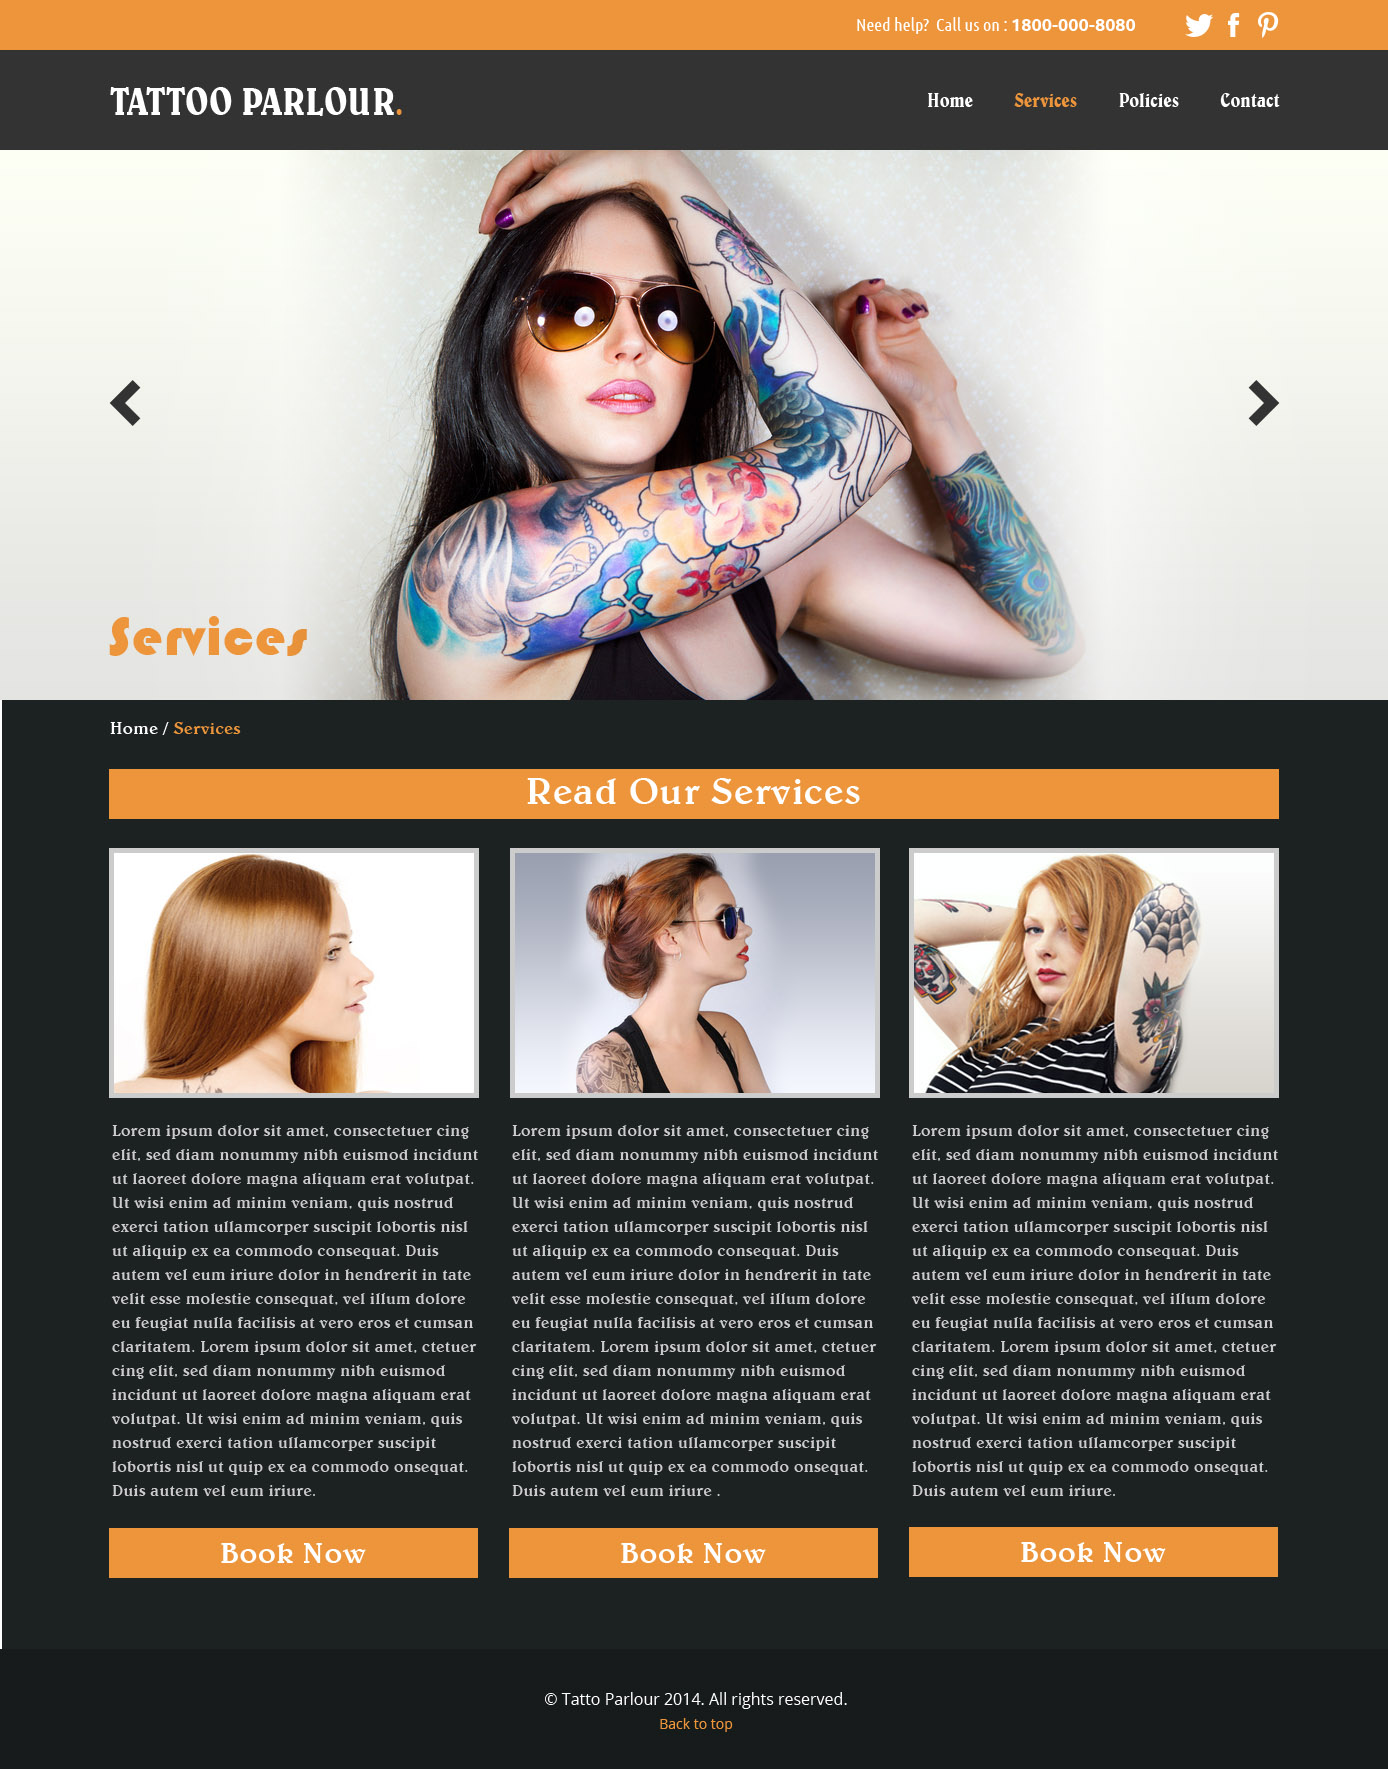 Need help?  Call us on : 1800-000-8080
TATTOO PARLOUR.
Home Services Policies Contact
Services
Home / Services
Read Our Services
Lorem ipsum dolor sit amet, consectetuer cing
elit, sed diam nonummy nibh euismod incidunt
ut laoreet dolore magna aliquam erat volutpat.
Ut wisi enim ad minim veniam, quis nostrud
exerci tation ullamcorper suscipit lobortis nisl
ut aliquip ex ea commodo consequat. Duis
autem vel eum iriure dolor in hendrerit in tate
velit esse molestie consequat, vel illum dolore
eu feugiat nulla facilisis at vero eros et cumsan
claritatem. Lorem ipsum dolor sit amet, ctetuer
cing elit, sed diam nonummy nibh euismod
incidunt ut laoreet dolore magna aliquam erat
volutpat. Ut wisi enim ad minim veniam, quis
nostrud exerci tation ullamcorper suscipit
lobortis nisl ut quip ex ea commodo onsequat.
Duis autem vel eum iriure.
Book Now
Lorem ipsum dolor sit amet, consectetuer cing
elit, sed diam nonummy nibh euismod incidunt
ut laoreet dolore magna aliquam erat volutpat.
Ut wisi enim ad minim veniam, quis nostrud
exerci tation ullamcorper suscipit lobortis nisl
ut aliquip ex ea commodo consequat. Duis
autem vel eum iriure dolor in hendrerit in tate
velit esse molestie consequat, vel illum dolore
eu feugiat nulla facilisis at vero eros et cumsan
claritatem. Lorem ipsum dolor sit amet, ctetuer
cing elit, sed diam nonummy nibh euismod
incidunt ut laoreet dolore magna aliquam erat
volutpat. Ut wisi enim ad minim veniam, quis
nostrud exerci tation ullamcorper suscipit
lobortis nisl ut quip ex ea commodo onsequat.
Duis autem vel eum iriure .
Book Now
Lorem ipsum dolor sit amet, consectetuer cing
elit, sed diam nonummy nibh euismod incidunt
ut laoreet dolore magna aliquam erat volutpat.
Ut wisi enim ad minim veniam, quis nostrud
exerci tation ullamcorper suscipit lobortis nisl
ut aliquip ex ea commodo consequat. Duis
autem vel eum iriure dolor in hendrerit in tate
velit esse molestie consequat, vel illum dolore
eu feugiat nulla facilisis at vero eros et cumsan
claritatem. Lorem ipsum dolor sit amet, ctetuer
cing elit, sed diam nonummy nibh euismod
incidunt ut laoreet dolore magna aliquam erat
volutpat. Ut wisi enim ad minim veniam, quis
nostrud exerci tation ullamcorper suscipit
lobortis nisl ut quip ex ea commodo onsequat.
Duis autem vel eum iriure.
Book Now
© Tatto Parlour 2014. All rights reserved.
Back to top